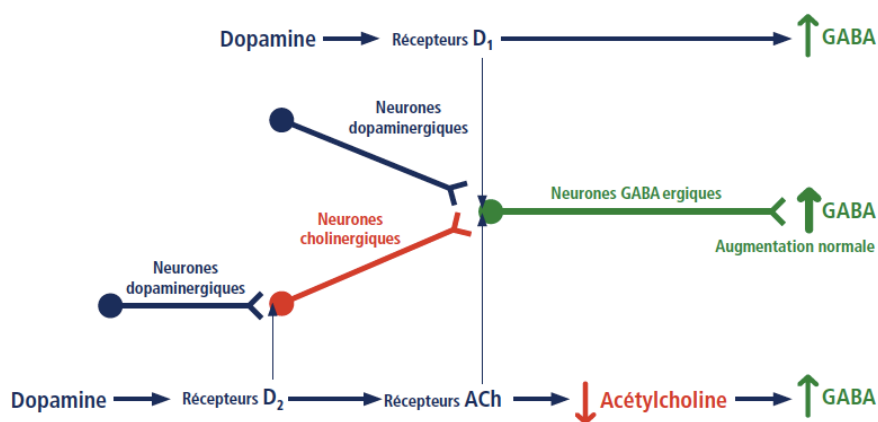 Dopamine Récepteurs D1 GABA
Neurones
dopaminergiques
Neurones GABA ergiques
GABA
Augmentation normale
Neurones
cholinergiques
Neurones
dopaminergiques
Dopamine Récepteurs D2 Récepteurs ACh Acétylcholine GABA